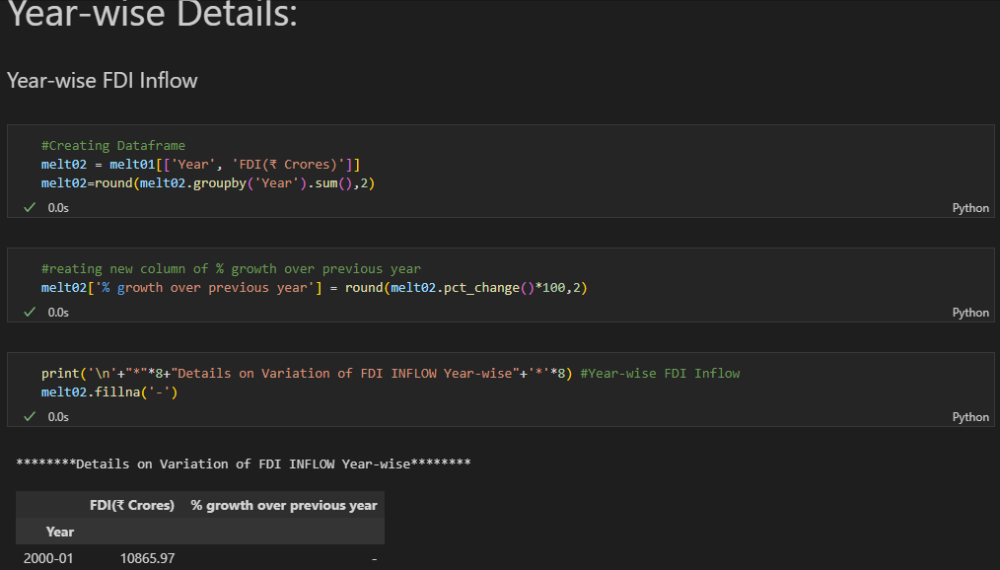 Year-wise Details:
Year-wise FDI Inflow
#Creating Dataframe
melt02 = melt01[['Year', 'FDI(₹ Crores)']]
melt02=round(melt02.groupby('Year').sum(),2)
0.0s
Python
#reating new column of % growth over previous year
melt02['% growth over previous year'] = round(melt02.pct_change()*100,2)
0.0s
Python
print('\n'+"*"*8+"Details on Variation of FDI INFLOW Year-wise"+'*'*8) #Year-wise FDI Inflow
melt02.fillna('-')
0.0s
Python
********Details on Variation of FDI INFLOW Year-wise********
FDI(₹ Crores) % growth over previous year
Year
2000-01 10865.97 -